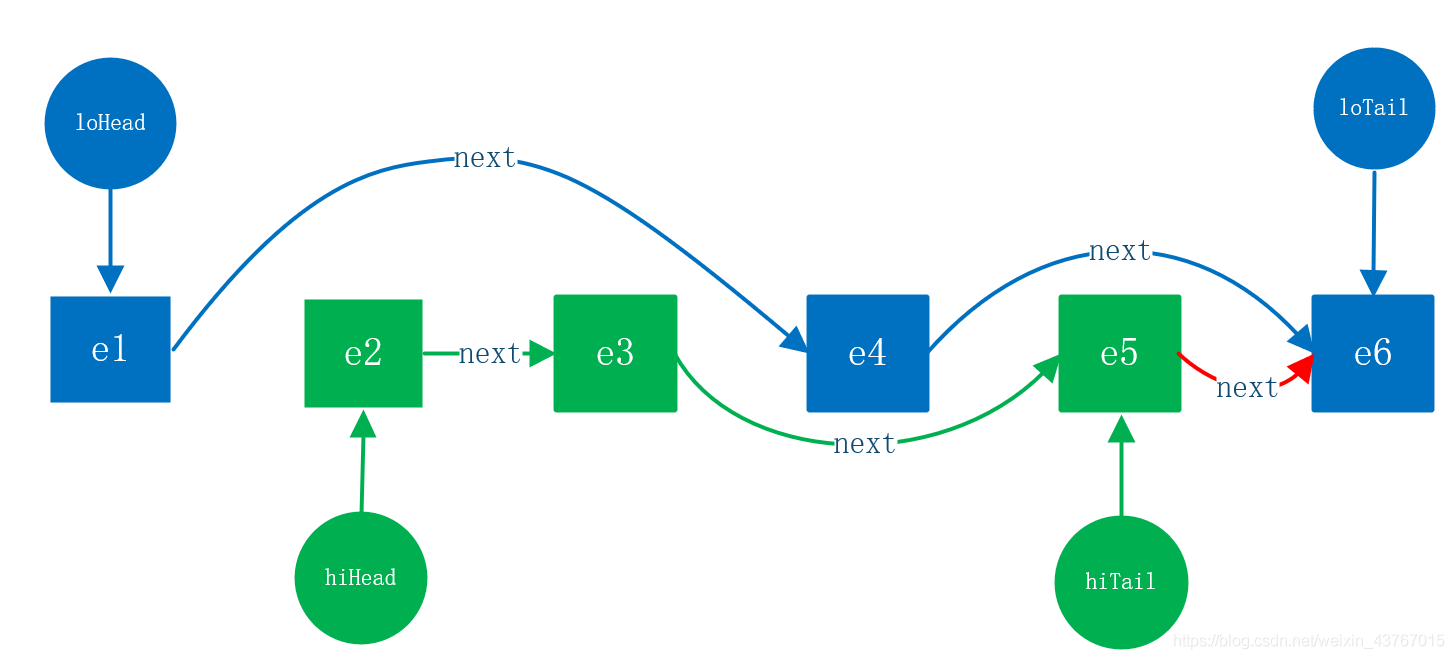 loHead
loTail
next
next
e1
e2
next
e3
e4
e5
e6
next
next
hiHead
hiTail
https://blog.csdn.net/weixin_43767015